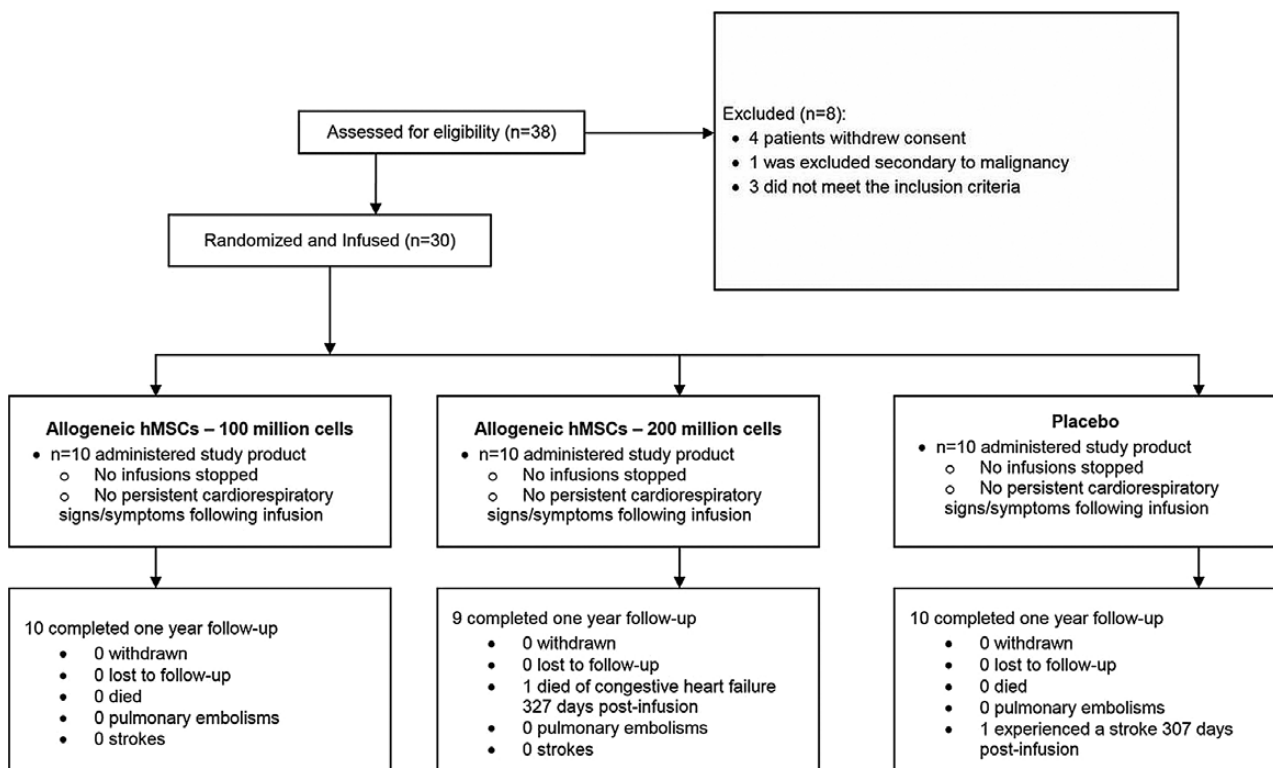 Excluded (n=8):
• 4 patients withdrew consent
• 1 was excluded secondary to malignancy
• 3 did not meet the inclusion criteria
Assessed for eligibility (n=38)
Randomized and Infused (n=30)
Allogeneic hMSCs – 100 million cells
• n=10 administered study product
o No infusions stopped
o No persistent cardiorespiratory
signs/symptoms following infusion
Allogeneic hMSCs – 200 million cells
• n=10 administered study product
o No infusions stopped
o No persistent cardiorespiratory
signs/symptoms following infusion
Placebo
• n=10 administered study product
o No infusions stopped
o No persistent cardiorespiratory
signs/symptoms following infusion
10 completed one year follow-up
• 0 withdrawn
• 0 lost to follow-up
• 0 died
• 0 pulmonary embolisms
• 0 strokes
9 completed one year follow-up
• 0 withdrawn
• 0 lost to follow-up
• 1 died of congestive heart failure
327 days post-infusion
• 0 pulmonary embolisms
• 0 strokes
10 completed one year follow-up
• 0 withdrawn
• 0 lost to follow-up
• 0 died
• 0 pulmonary embolisms
• 1 experienced a stroke 307 days
post-infusion